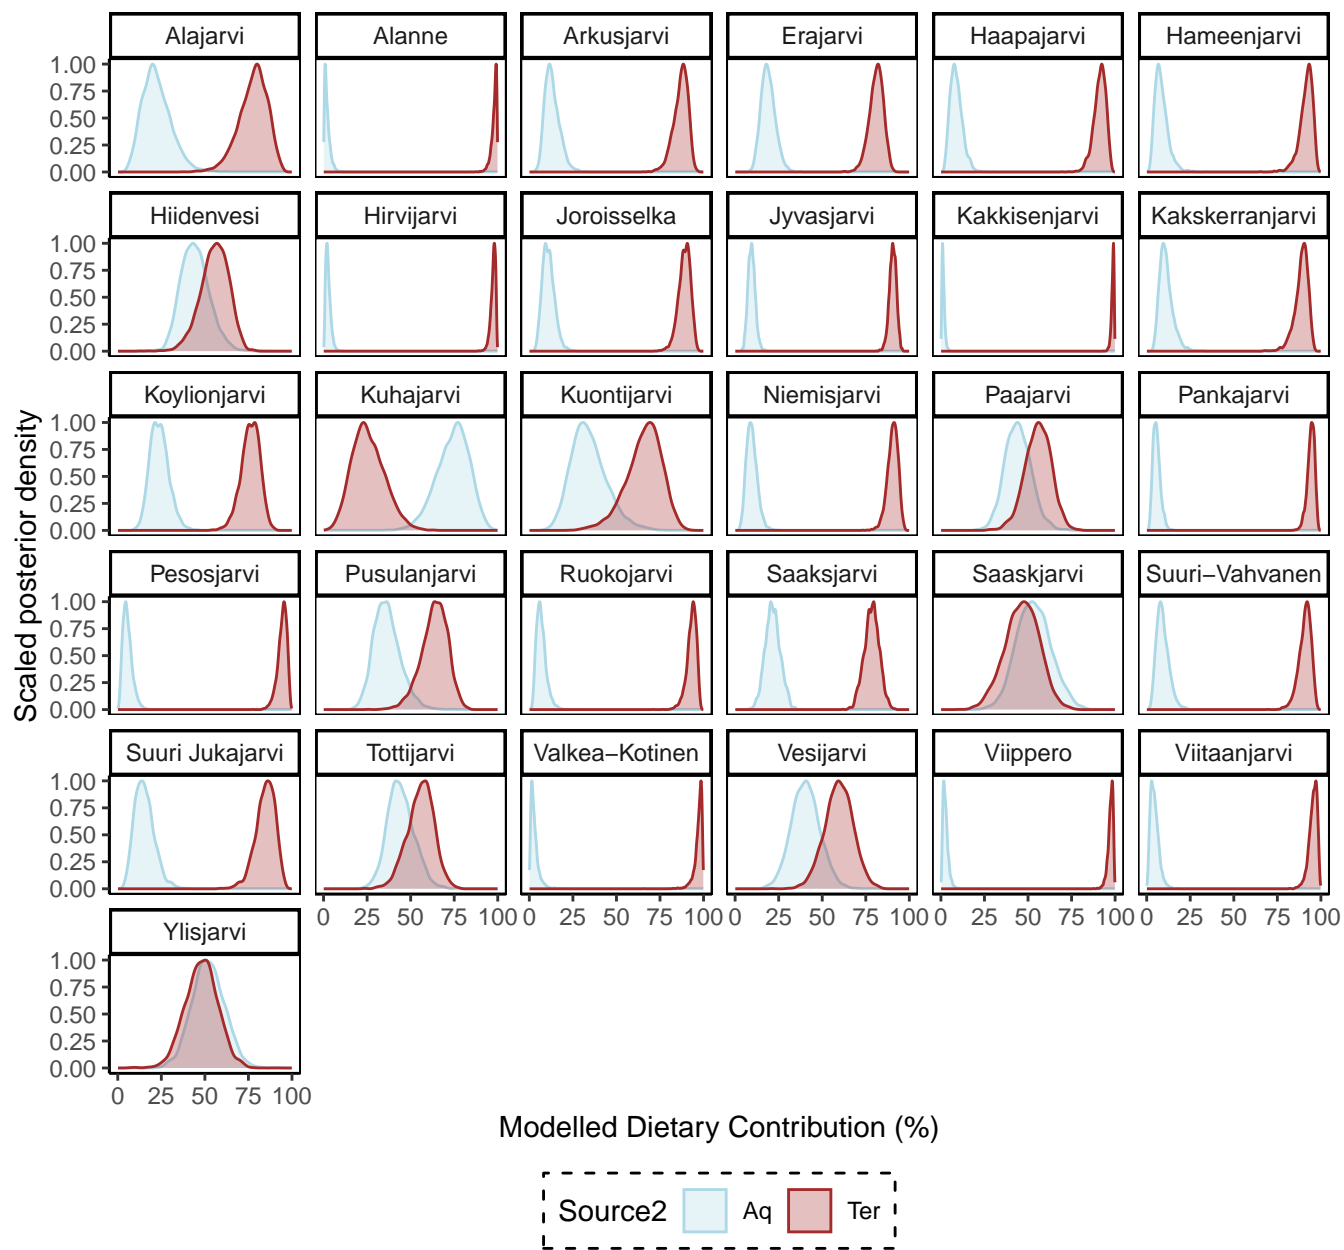 Alajarvi Alanne Arkusjarvi Erajarvi Haapajarvi Hameenjarvi
1.00
0.75
0.50
0.25
0.00
Hiidenvesi Hirvijarvi Joroisselka Jyvasjarvi Kakkisenjarvi Kakskerranjarvi
1.00
0.75
0.50
0.25
0.00
Koylionjarvi Kuhajarvi Kuontijarvi Niemisjarvi Paajarvi Pankajarvi
1.00
0.75
0.50
0.25
0.00
Pesosjarvi Pusulanjarvi Ruokojarvi Saaksjarvi Saaskjarvi Suuri−Vahvanen
1.00
0.75
0.50
0.25
0.00
Suuri Jukajarvi Tottijarvi Valkea−Kotinen Vesijarvi Viippero Viitaanjarvi
1.00
0.75
0.50
0.25
0.00
0 25 50 75 100 0 25 50 75 100 0 25 50 75 100 0 25 50 75 100 0 25 50 75 100
Ylisjarvi
1.00
0.75
0.50
0.25
0.00
0 25 50 75 100
Scaled posterior density
Modelled Dietary Contribution (%)
Source2 Aq Ter